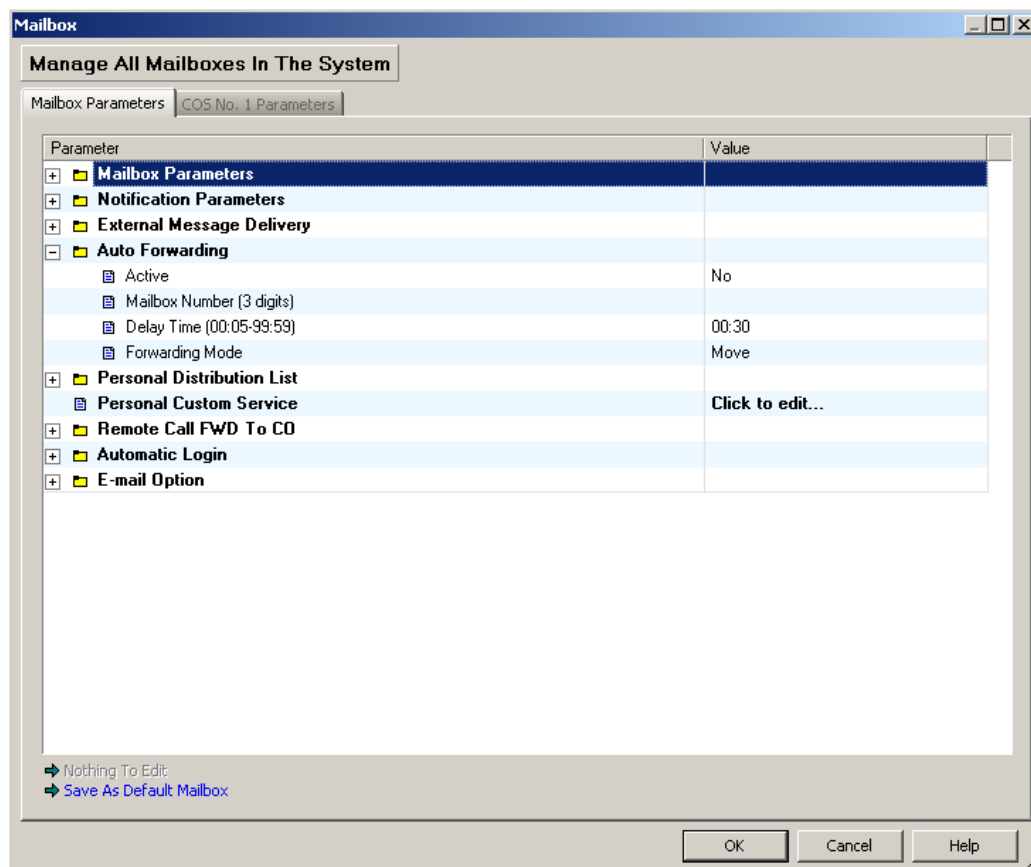 Mailbox
Manage All Mailboxes In The System
Mailbox Parameters COS No. 1 Parameters
Parameter Value
Mailbox Parameters
Notification Parameters
External Message Delivery
Auto Forwarding
Active No
Mailbox Number (3 digits)
Delay Time (00:05-99:59) 00:30
Forwarding Mode Move
Personal Distribution List
Personal Custom Service Click to edit...
Remote Call FWD To CO
Automatic Login
E-mail Option
Nothing To Edit
Save As Default Mailbox
OK Cancel Help